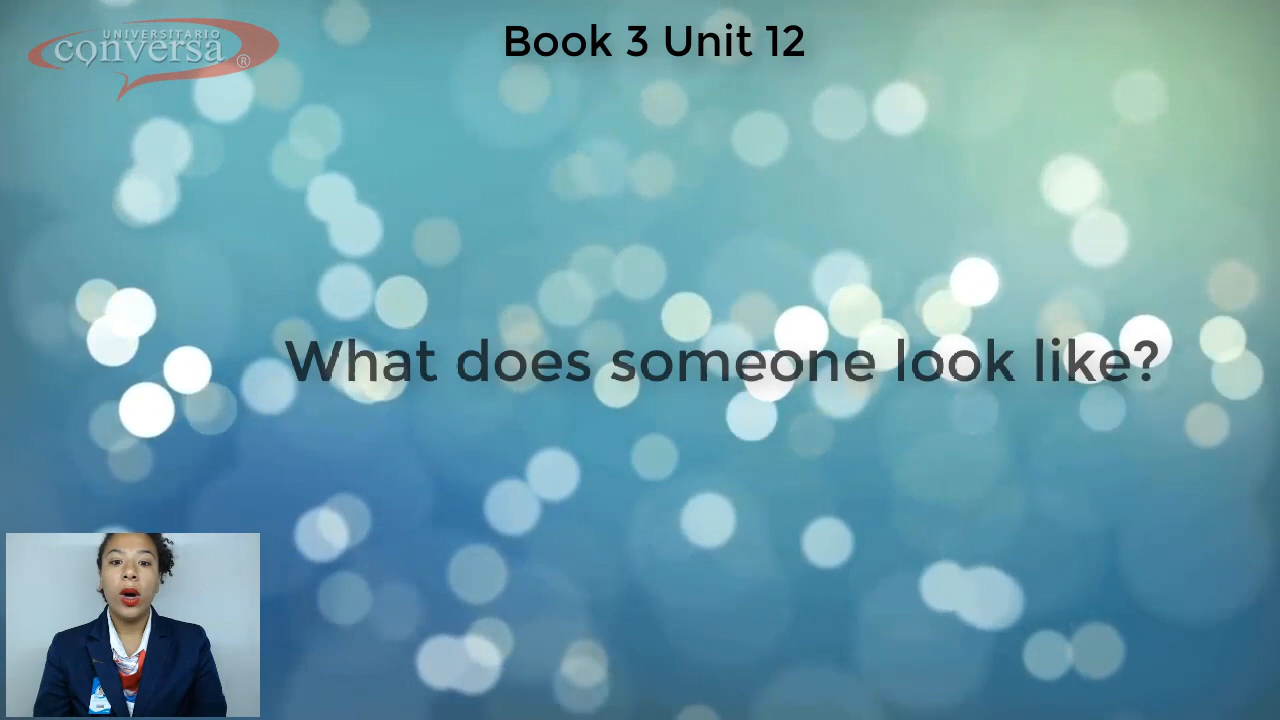 UNIVERSITARIO
conversa
®
Book 3 Unit 12
What does someone look like?